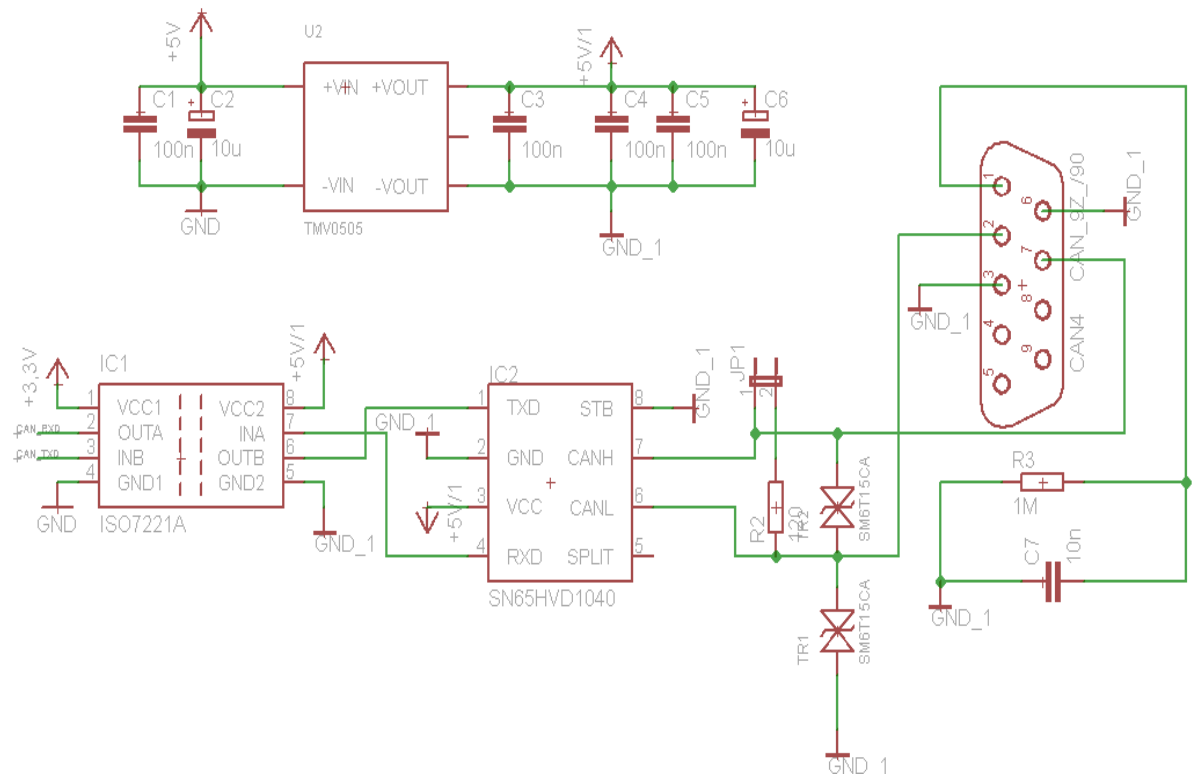 +5V
U2
+5V/1
+VIN +VOUT
C1
C2
C3
C4
C5
C6
100n
10u
100n
100n
100n
10u
-VIN -VOUT
GND
TMV0505
GND_1
1
6
2
7
3
8
4
9
5
GND_1
CAN_9Z_/90
CAN4
GND_1
+3.3V
IC1
+5V/1
1 VCC1 VCC2 8
CAN_RXD 2 OUTA INA 7
CAN_TXD 3 INB OUTB 6
4 GND1 GND2 5
GND
ISO7221A
GND_1
IC2
GND_1
1 TXD STB 8
2 GND CANH 7
3 VCC CANL 6
4 RXD SPLIT 5
+5V/1
SN65HVD1040
GND_1
JP1
1
2
R2
120
TR2
SM6T15CA
TR1
SM6T15CA
GND_1
R3
1M
C7
10n
GND_1